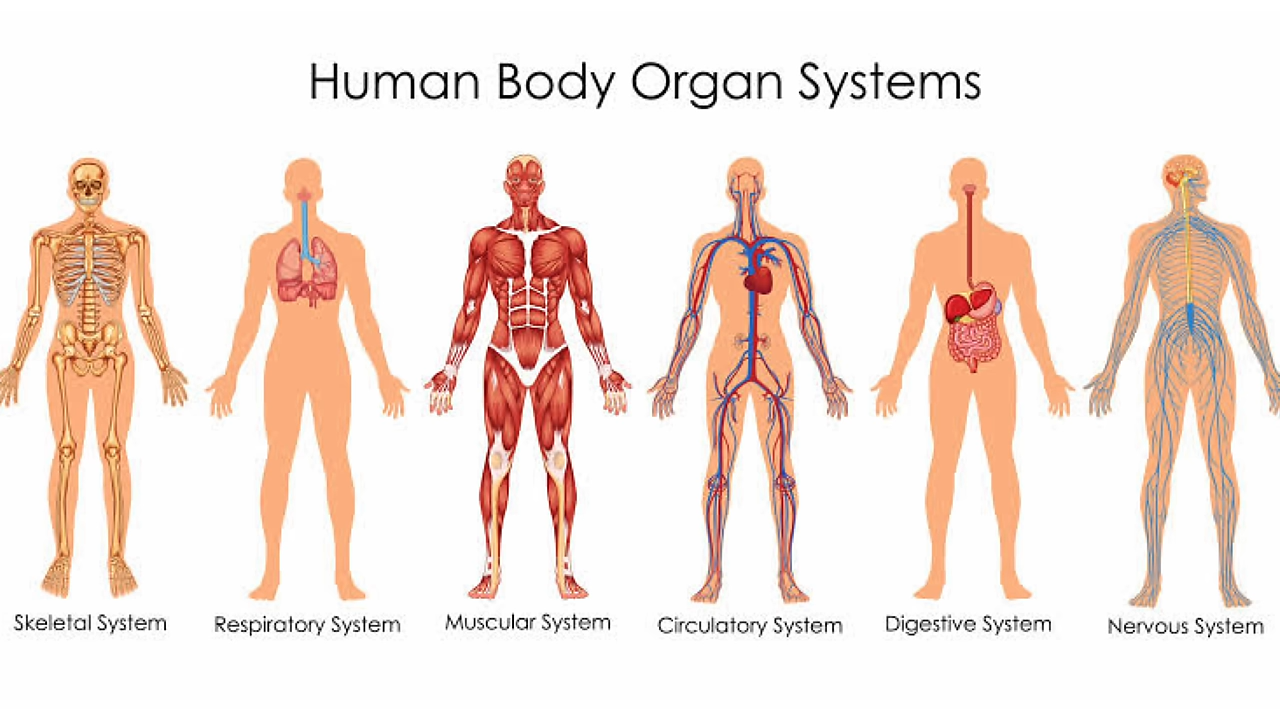 Human Body Organ Systems
Skeletal System
Respiratory System
Muscular System
Circulatory System
Digestive System
Nervous System